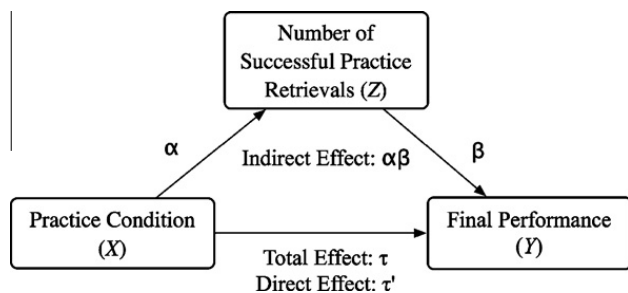 Number of
Successful Practice
Retrievals (Z)
α
Indirect Effect: αβ
β
Practice Condition
(X)
Total Effect: τ
Direct Effect: τ'
Final Performance
(Y)